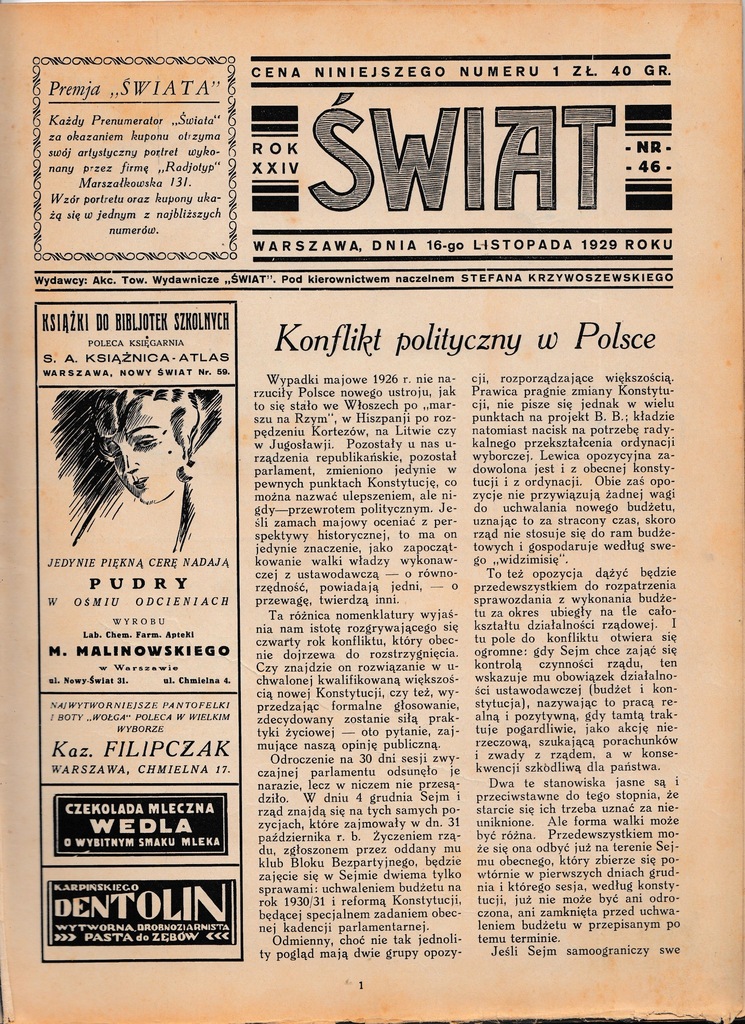 Premja „ŚWIATA"
Każdy Prenumerator „Świata"
za okazaniem kuponu otrzyma
swój artystyczny portret wyko-
nany przez firmę „Radjotyp"
Marszałkowska 131.
Wzór portretu oraz kupony uka-
żą się w jednym z najbliższych
numerów.
CENA NINIEJSZEGO NUMERU 1 ZŁ. 40 GR.
ROK
XXIV
ŚWIAT
- NR -
- 46 -
WARSZAWA, DNIA 16-go LISTOPADA 1929 ROKU
Wydawcy: Akc. Tow. Wydawnicze „ŚWIAT". Pod kierownictwem naczelnem STEFANA KRZYWOSZEWSKIEGO
KSIĄŻKI DO BIBLJOTEK SZKOLNYCH
POLECA KSIĘGARNIA
S. A. KSIĄŻNICA-ATLAS
WARSZAWA, NOWY ŚWIAT Nr. 59.
JEDYNIE PIĘKNĄ CERĘ NADAJĄ
PUDRY
W OŚMIU ODCIENIACH
WYROBU
Lab. Chem. Farm. Apteki
M. MALINOWSKIEGO
w Warszawie
ul. Nowy-Świat 31. ul. Chmielna 4.
NAJWYTWORNIEJSZE PANTOFELKI
I BOTY „WOŁGA" POLECA W WIELKIM
WYBORZE
Kaz. FILIPCZAK
WARSZAWA, CHMIELNA 17.
CZEKOLADA MLECZNA
WEDLA
O WYBITNYM SMAKU MLEKA
KARPIŃSKIEGO
DENTOLIN
WYTWORNA, DROBNOZIARNISTA
>>> PASTA do ZĘBÓW <<<
Konflikt polityczny w Polsce
Wypadki majowe 1926 r. nie na-
rzuciły Polsce nowego ustroju, jak
to się stało we Włoszech po „mar-
szu na Rzym", w Hiszpanji po roz-
pędzeniu Kortezów, na Litwie czy
w Jugosławji. Pozostały u nas u-
rządzenia republikańskie, pozostał
parlament, zmieniono jedynie w
pewnych punktach Konstytucję, co
można nazwać ulepszeniem, ale ni-
gdy—przewrotem politycznym. Je-
śli zamach majowy oceniać z per-
spektywy historycznej, to ma on
jedynie znaczenie, jako zapocząt-
kowanie walki władzy wykonaw-
czej z ustawodawczą — o równo-
rzędność, powiadają jedni, — o
przewagę, twierdzą inni.
Ta różnica nomenklatury wyjaś-
nia nam istotę rozgrywającego się
czwarty rok konfliktu, który obec-
nie dojrzewa do rozstrzygnięcia.
Czy znajdzie on rozwiązanie w u-
chwalonej kwalifikowaną większoś-
cią nowej Konstytucji, czy też, wy-
przedzając formalne głosowanie,
zdecydowany zostanie siłą prak-
tyki życiowej — oto pytanie, zaj-
mujące naszą opinję publiczną.
Odroczenie na 30 dni sesji zwy-
czajnej parlamentu odsunęło je
narazie, lecz w niczem nie przesą-
dziło. W dniu 4 grudnia Sejm i
rząd znajdą się na tych samych po-
zycjach, które zajmowały w dn. 31
października r. b. Życzeniem rzą-
du, zgłoszonem przez oddany mu
klub Bloku Bezpartyjnego, będzie
zajęcie się w Sejmie dwiema tylko
sprawami: uchwaleniem budżetu na
rok 1930/31 i reformą Konstytucji,
będącej specjalnem zadaniem obec-
nej kadencji parlamentarnej.
Odmienny, choć nie tak jednoli-
ty pogląd mają dwie grupy opozy-
cji, rozporządzające większością.
Prawica pragnie zmiany Konstytu-
cji, nie pisze się jednak w wielu
punktach na projekt B. B.; kładzie
natomiast nacisk na potrzebę rady-
kalnego przekształcenia ordynacji
wyborczej. Lewica opozycyjna za-
dowolona jest i z obecnej konsty-
tucji i z ordynacji. Obie zaś opo-
zycje nie przywiązują żadnej wagi
do uchwalania nowego budżetu,
uznając to za stracony czas, skoro
rząd nie stosuje się do ram budże-
towych i gospodaruje według swe-
go „widzimisię".
To też opozycja dążyć będzie
przedewszystkiem do rozpatrzenia
sprawozdania z wykonania budże-
tu za okres ubiegły na tle cało-
kształtu działalności rządowej. I
tu pole do konfliktu otwiera się
ogromne: gdy Sejm chce zająć się
kontrolą czynności rządu, ten
wskazuje mu obowiązek działalno-
ści ustawodawczej (budżet i kon-
stytucja), nazywając to pracą re-
alną i pozytywną, gdy tamtą trak-
tuje pogardliwie, jako akcję nie-
rzeczową, szukającą porachunków
i zwady z rządem, a w konse-
kwencji szkodliwą dla państwa.
Dwa te stanowiska jasne są i
przeciwstawne do tego stopnia, że
starcie się ich trzeba uznać za nie-
uniknione. Ale forma walki może
być różna. Przedewszystkiem mo-
że się ona odbyć już na terenie Sej-
mu obecnego, który zbierze się po-
wtórnie w pierwszych dniach grud-
nia i którego sesja, według konsty-
tucji, już nie może być ani odro-
czona, ani zamknięta przed uchwa-
leniem budżetu w przepisanym po
temu terminie.
Jeśli Sejm samoograniczy swe
1